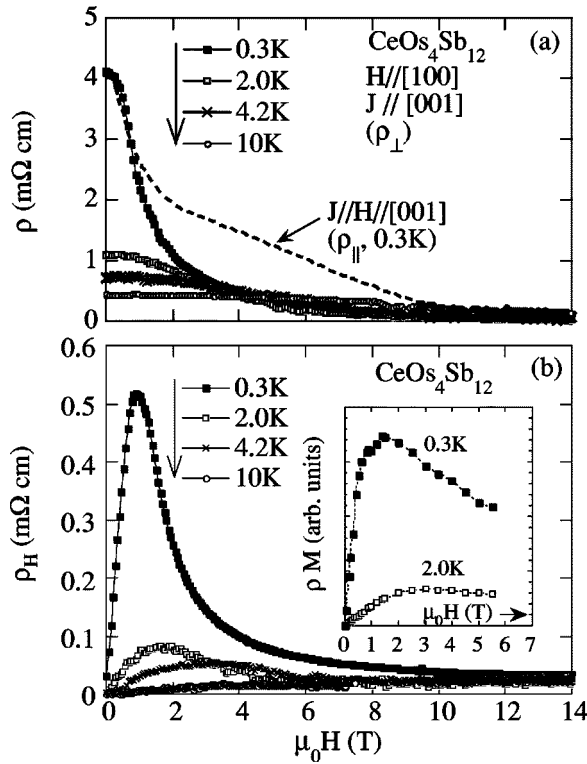 CeOs4Sb12 (a)
H//[100]
J // [001]
(ρ⊥)
0.3K
2.0K
4.2K
10K
J//H//[001]
(ρ||, 0.3K)
ρ (mΩ cm)
5
4
3
2
1
0
CeOs4Sb12 (b)
0.3K
2.0K
4.2K
10K
ρH (mΩ cm)
0.6
0.5
0.4
0.3
0.2
0.1
0
ρ M (arb. units)
0.3K
2.0K
μ0H (T)
0 1 2 3 4 5 6 7
0 2 4 6 8 10 12 14
μ0H (T)